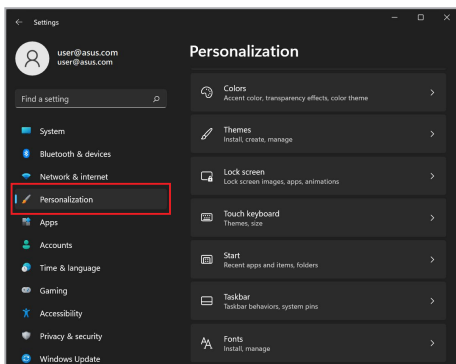 Settings
user@asus.com
user@asus.com
Find a setting
System
Bluetooth & devices
Network & internet
Personalization
Apps
Accounts
Time & language
Gaming
Accessibility
Privacy & security
Windows Update
Personalization
Colors
Accent color, transparency effects, color theme
Themes
Install, create, manage
Lock screen
Lock screen images, apps, animations
Touch keyboard
Themes, size
Start
Recent apps and items, folders
Taskbar
Taskbar behaviors, system pins
Fonts
Install, manage